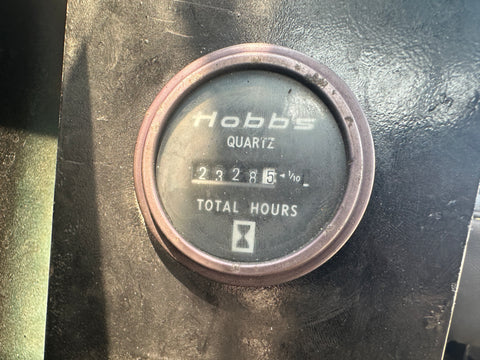 Hobbs
QUARTZ
23285 ◄ 1/10
TOTAL HOURS